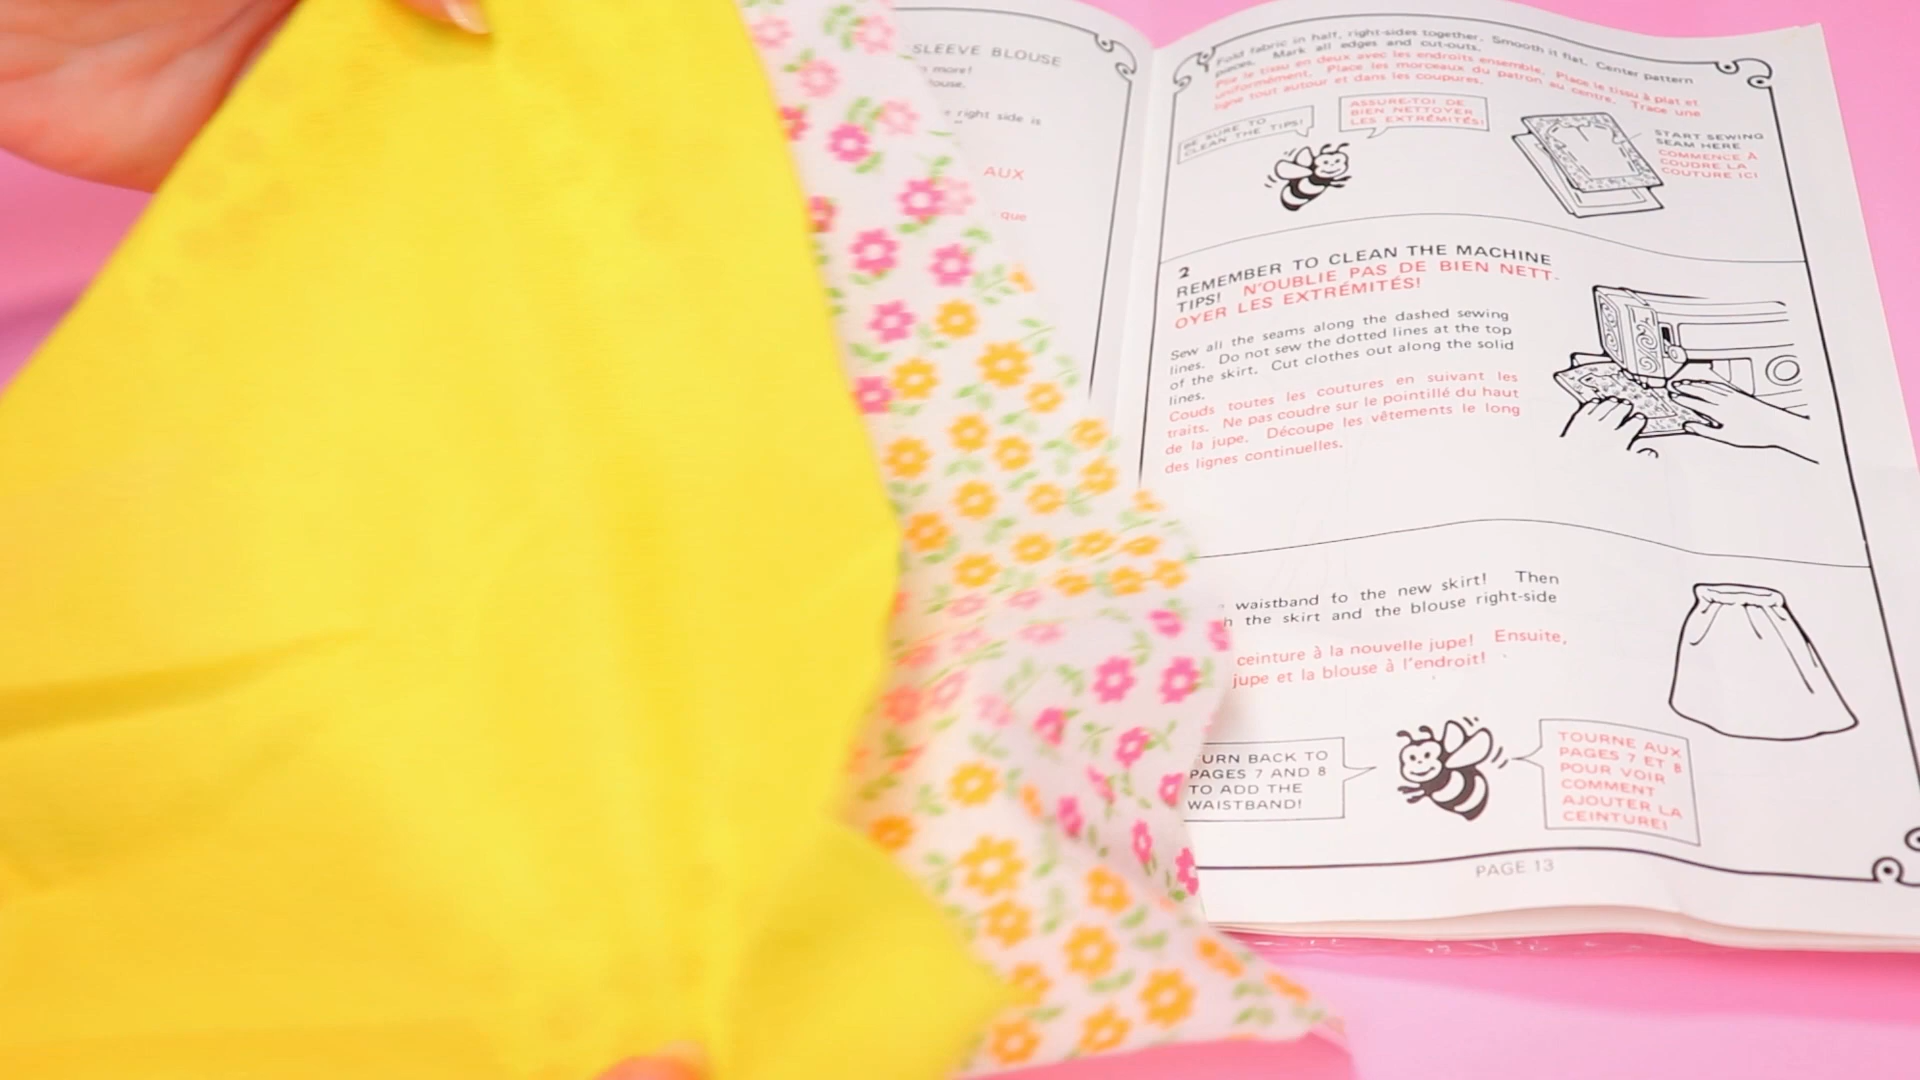 SLEEVE BLOUSE
more!
right side is
AUX
que
Fold fabric in half, right-sides together. Smooth it flat. Center pattern
pieces. Mark all edges and cut-outs.
Plie le tissu en deux avec les endroits ensemble. Place le tissu à plat et
uniformément. Place les morceaux du patron au centre. Trace une
ligne tout autour et dans les coupures.
BE SURE TO
CLEAN THE TIPS!
ASSURE-TOI DE
BIEN NETTOYER
LES EXTRÉMITÉS!
START SEWING
SEAM HERE
COMMENCE À
COUDRE LA
COUTURE ICI
2
REMEMBER TO CLEAN THE MACHINE
TIPS! N'OUBLIE PAS DE BIEN NETT-
OYER LES EXTRÉMITÉS!
Sew all the seams along the dashed sewing
lines. Do not sew the dotted lines at the top
of the skirt. Cut clothes out along the solid
lines.
Couds toutes les coutures en suivant les
traits. Ne pas coudre sur le pointillé du haut
de la jupe. Découpe les vêtements le long
des lignes continuelles.
waistband to the new skirt! Then
the skirt and the blouse right-side
ceinture à la nouvelle jupe! Ensuite,
jupe et la blouse à l'endroit!
URN BACK TO
PAGES 7 AND 8
TO ADD THE
WAISTBAND!
TOURNE AUX
PAGES 7 ET 8
POUR VOIR
COMMENT
AJOUTER LA
CEINTURE!
PAGE 13